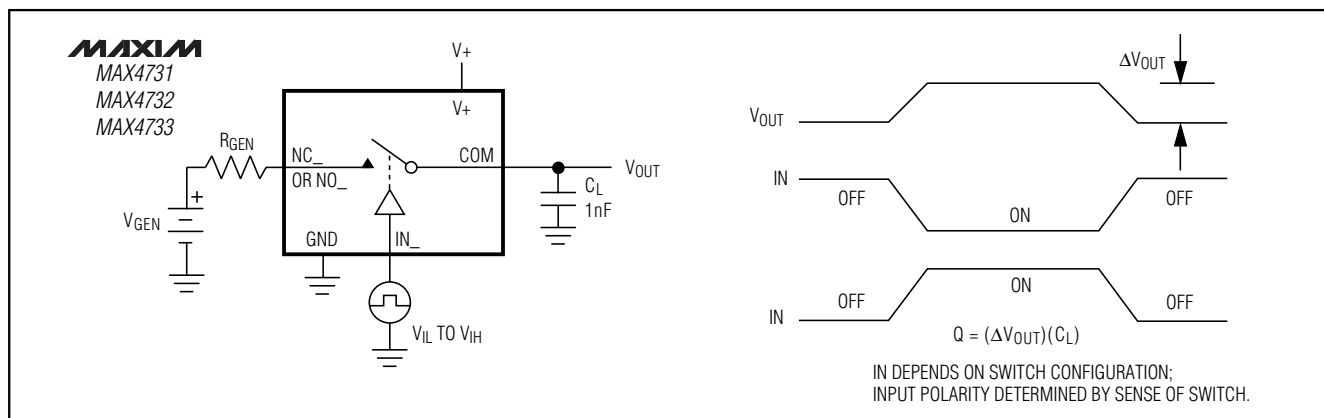 MAXIM
MAX4731
MAX4732
MAX4733
V+
V+
RGEN
NC_
OR NO_
COM
VOUT
CL
1nF
VGEN
+
GND
IN_
VIL TO VIH
ΔVOUT
VOUT
IN
OFF
ON
OFF
IN
OFF
ON
OFF
Q = (ΔVOUT)(CL)
IN DEPENDS ON SWITCH CONFIGURATION;
INPUT POLARITY DETERMINED BY SENSE OF SWITCH.